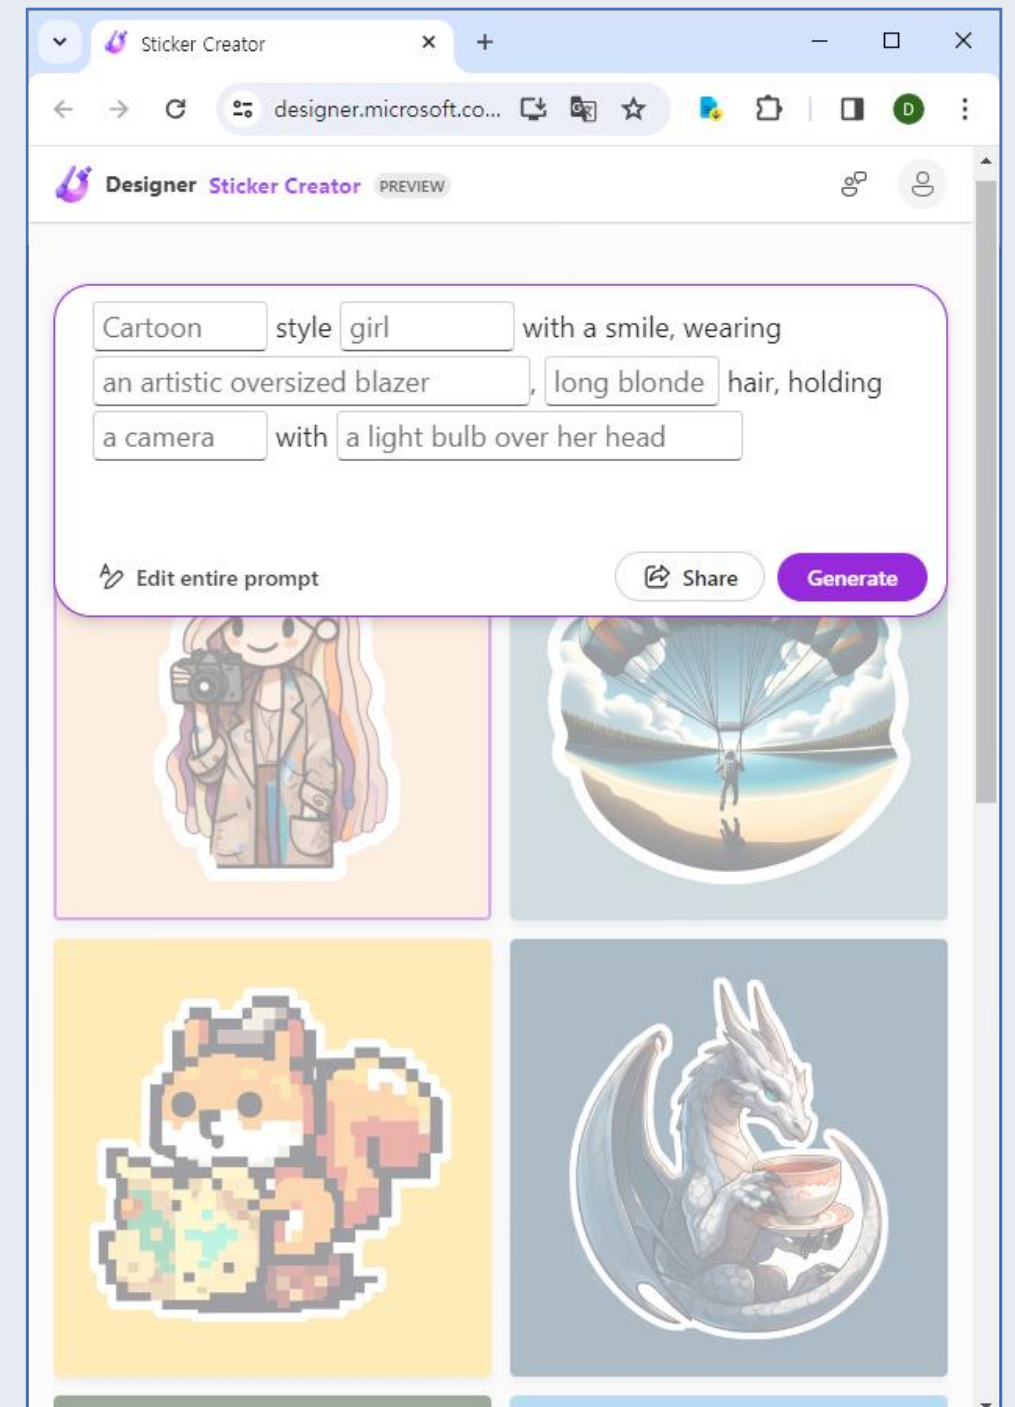 Sticker Creator
designer.microsoft.co...
D
Designer Sticker Creator PREVIEW
Cartoon style girl with a smile, wearing
an artistic oversized blazer , long blonde hair, holding
a camera with a light bulb over her head
Edit entire prompt Share Generate